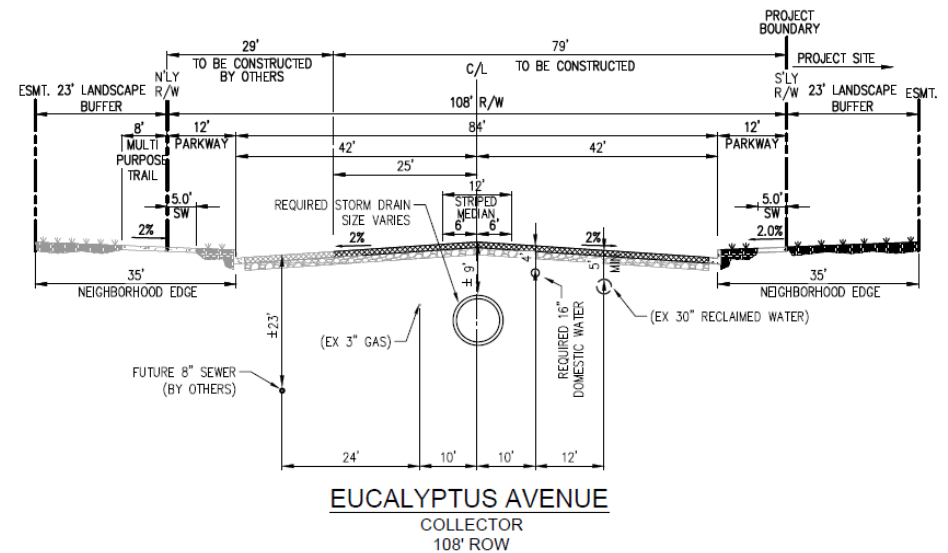 PROJECT
BOUNDARY
29'
TO BE CONSTRUCTED
BY OTHERS
79'
TO BE CONSTRUCTED
PROJECT SITE
C/L
ESMT.
23' LANDSCAPE
BUFFER
N'LY
R/W
108' R/W
S'LY
R/W
23' LANDSCAPE
BUFFER
ESMT.
8'
MULTI
PURPOSE
TRAIL
12'
PARKWAY
84'
12'
PARKWAY
42'
42'
25'
12'
STRIPED
MEDIAN
6'
6'
5.0'
SW
5.0'
SW
REQUIRED STORM DRAIN
SIZE VARIES
2%
2%
2%
2.0%
4'
5'
MIN
± 9'
35'
NEIGHBORHOOD EDGE
35'
NEIGHBORHOOD EDGE
±23'
(EX 3" GAS)
REQUIRED 16"
DOMESTIC WATER
(EX 30" RECLAIMED WATER)
FUTURE 8" SEWER
(BY OTHERS)
24'
10'
10'
12'
EUCALYPTUS AVENUE
COLLECTOR
108' ROW